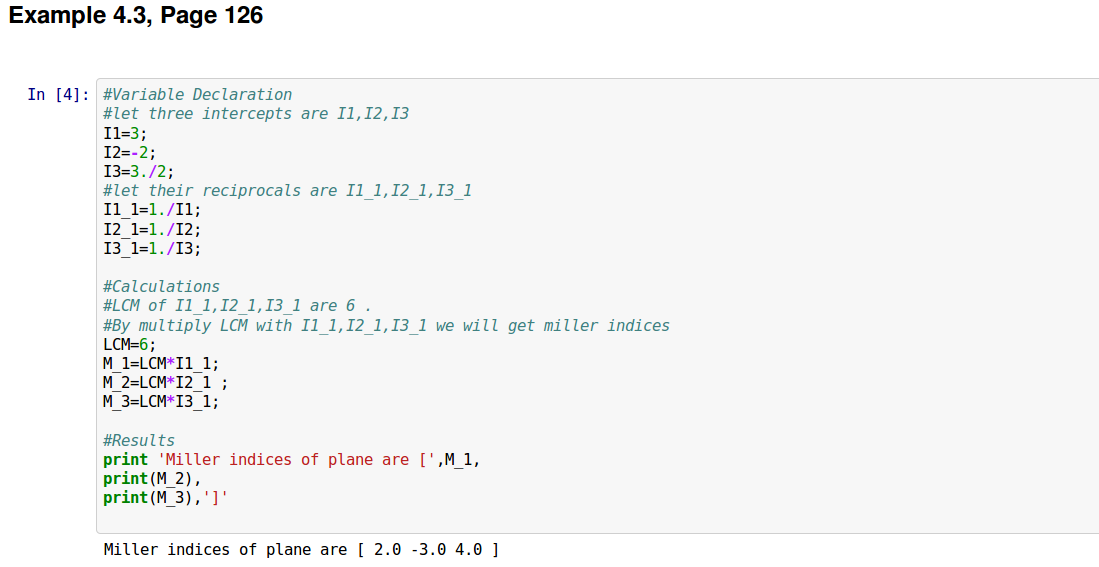 Example 4.3, Page 126
In [4]: #Variable Declaration
#let three intercepts are I1,I2,I3
I1=3;
I2=-2;
I3=3./2;
#let their reciprocals are I1_1,I2_1,I3_1
I1_1=1./I1;
I2_1=1./I2;
I3_1=1./I3;
#Calculations
#LCM of I1_1,I2_1,I3_1 are 6 .
#By multiply LCM with I1_1,I2_1,I3_1 we will get miller indices
LCM=6;
M_1=LCM*I1_1;
M_2=LCM*I2_1 ;
M_3=LCM*I3_1;
#Results
print 'Miller indices of plane are [',M_1,
print(M_2),
print(M_3),']'
Miller indices of plane are [ 2.0 -3.0 4.0 ]